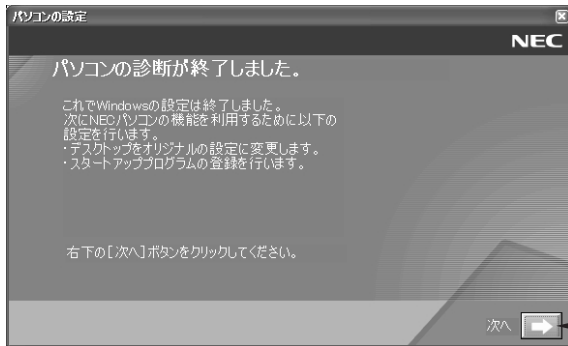 パソコンの設定
NEC
パソコンの診断が終了しました。
これでWindowsの設定は終了しました。
次にNECパソコンの機能を利用するために以下の
設定を行います。
・デスクトップをオリジナルの設定に変更します。
・スタートアッププログラムの登録を行います。
右下の[次へ]ボタンをクリックしてください。
次へ